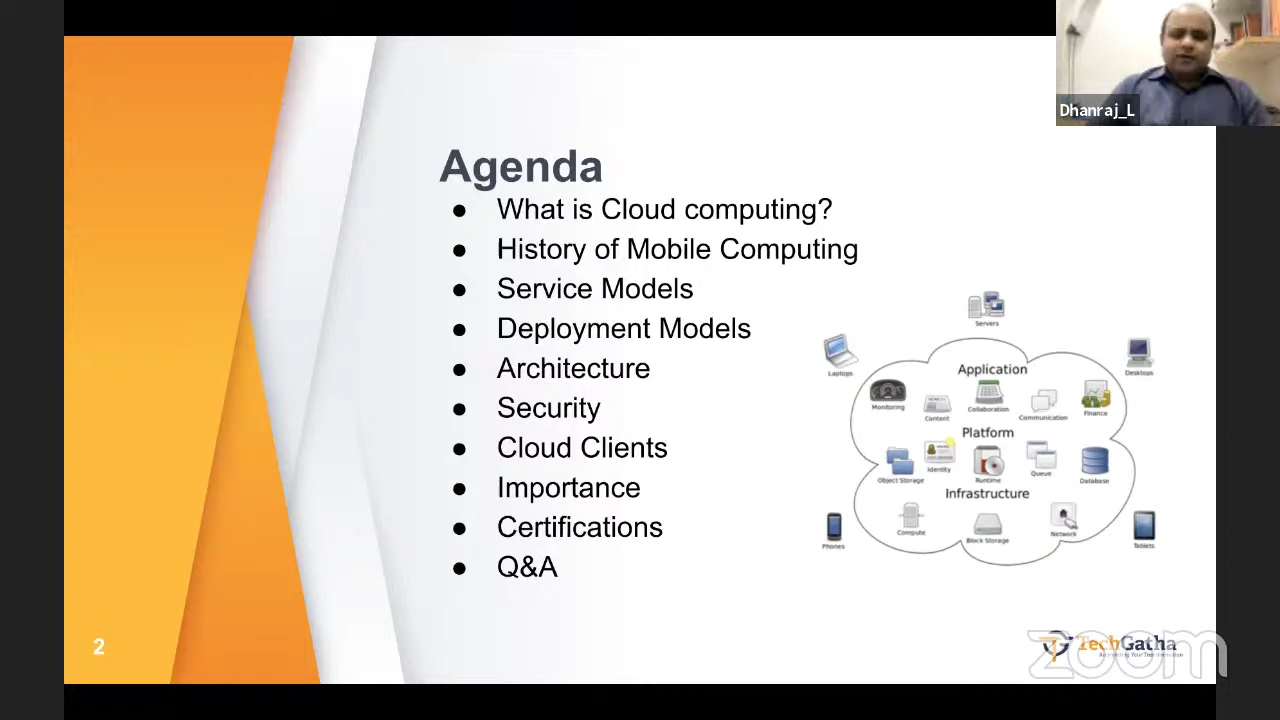 Dhanraj_L
Agenda
● What is Cloud computing?
● History of Mobile Computing
● Service Models
● Deployment Models
● Architecture
● Security
● Cloud Clients
● Importance
● Certifications
● Q&A
Servers
Laptops
Desktops
Application
Monitoring
Content
Collaboration
Communication
Finance
Platform
Object Storage
Identity
Runtime
Queue
Database
Infrastructure
Compute
Block Storage
Network
Phones
Tablets
2
TechGatha
zoom